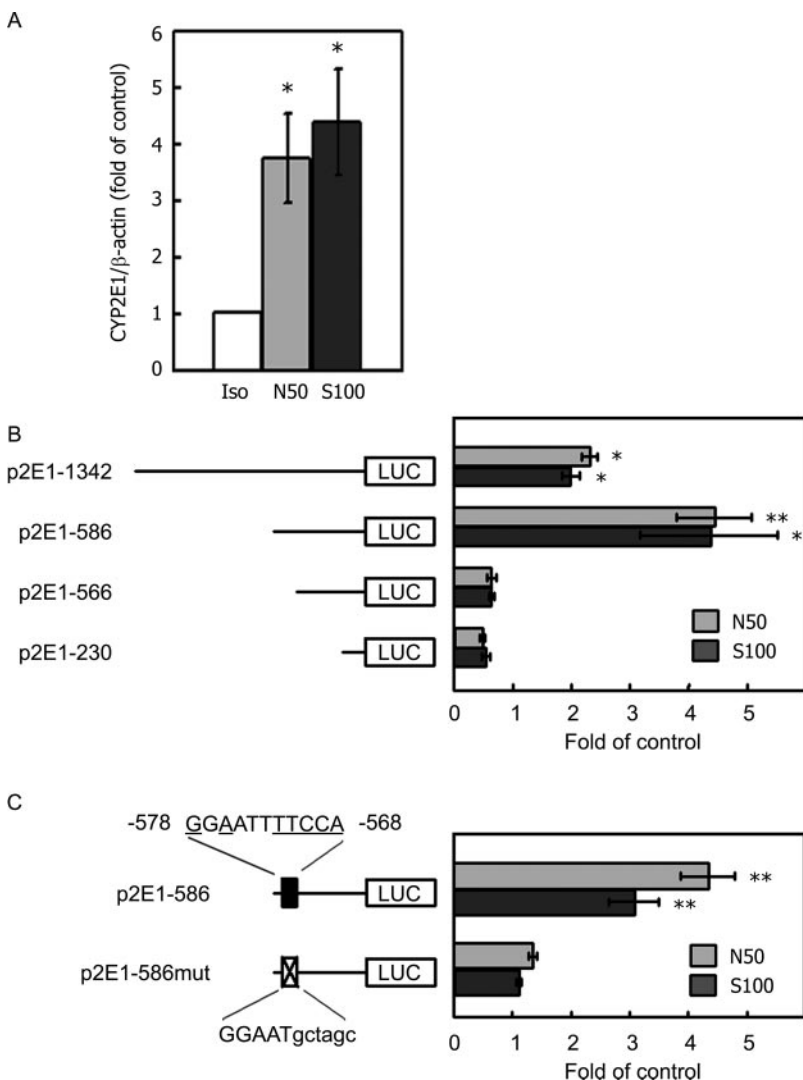 A
CYP2E1/β-actin (fold of control)
6
5
4
3
2
1
0
*
*
Iso N50 S100
B
p2E1-1342 LUC
*
*
p2E1-586 LUC
**
*
p2E1-566 LUC
p2E1-230 LUC
N50
S100
0 1 2 3 4 5
Fold of control
C
-578 GGAATTTTCCA -568
p2E1-586 LUC
**
**
p2E1-586mut LUC
GGAATgctagc
N50
S100
0 1 2 3 4 5
Fold of control